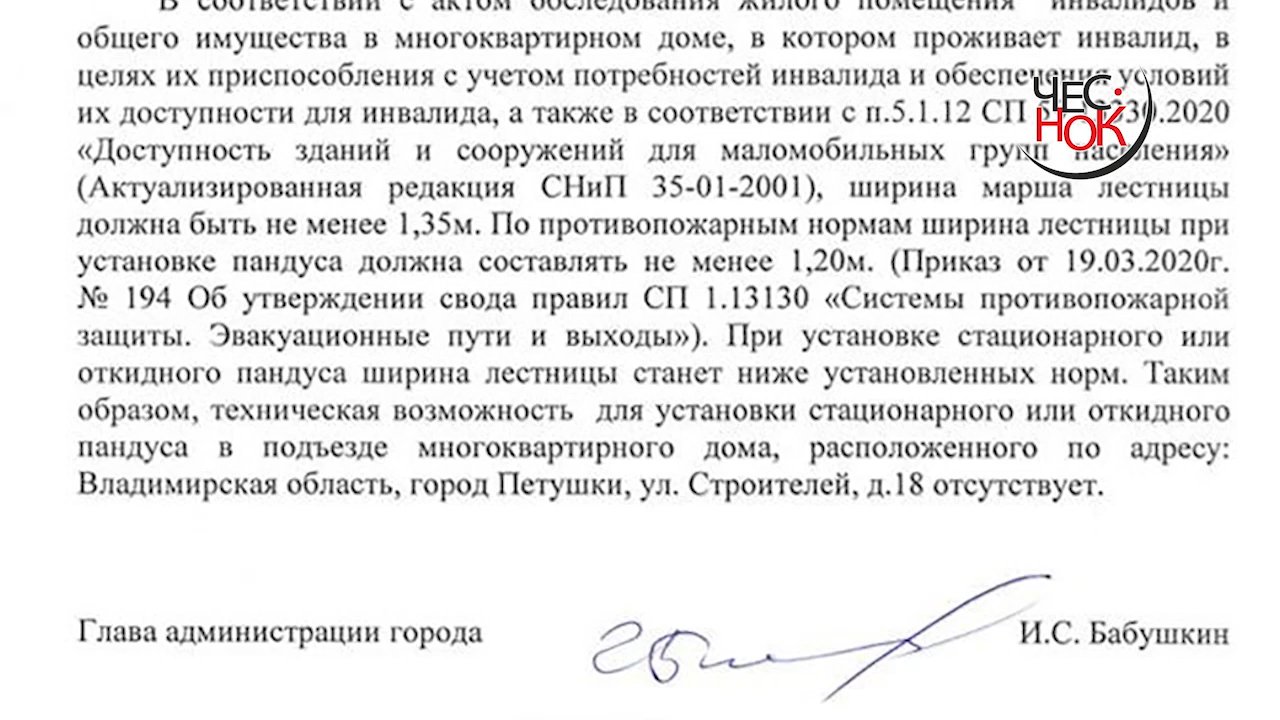 В соответствии с актом обследования жилого помещения инвалидов и
общего имущества в многоквартирном доме, в котором проживает инвалид, в
целях их приспособления с учетом потребностей инвалида и обеспечения условий
их доступности для инвалида, а также в соответствии с п.5.1.12 СП
«Доступность зданий и сооружений для маломобильных групп населения»
(Актуализированная редакция СНиП 35-01-2001), ширина марша лестницы
должна быть не менее 1,35м. По противопожарным нормам ширина лестницы при
установке пандуса должна составлять не менее 1,20м. (Приказ от 19.03.2020г.
№ 194 Об утверждении свода правил СП 1.13130 «Системы противопожарной
защиты. Эвакуационные пути и выходы»). При установке стационарного или
откидного пандуса ширина лестницы станет ниже установленных норм. Таким
образом, техническая возможность для установки стационарного или откидного
пандуса в подъезде многоквартирного дома, расположенного по адресу:
Владимирская область, город Петушки, ул. Строителей, д.18 отсутствует.
Глава администрации города
И.С. Бабушкин
ЧЕС
НОК